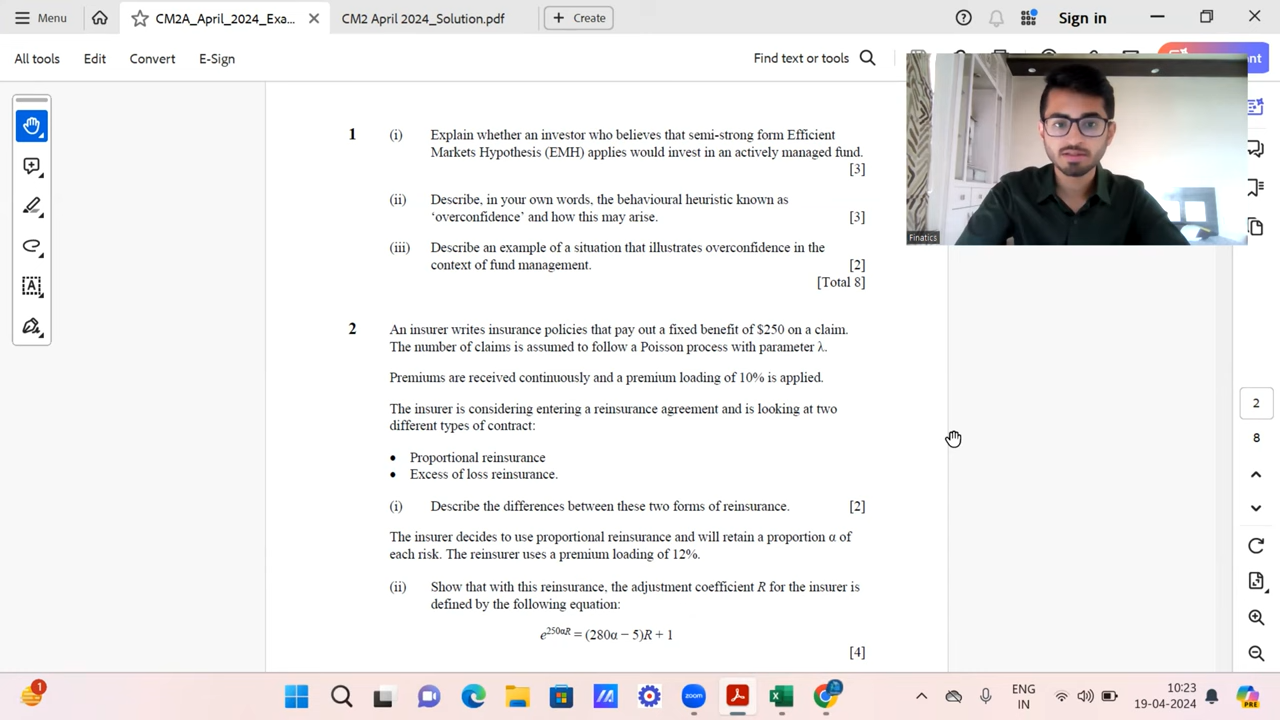 Menu
CM2A_April_2024_Exa...
CM2 April 2024_Solution.pdf
Create
Sign in
All tools
Edit
Convert
E-Sign
Find text or tools
nt
Finatics
1 (i) Explain whether an investor who believes that semi-strong form Efficient
Markets Hypothesis (EMH) applies would invest in an actively managed fund.
[3]
(ii) Describe, in your own words, the behavioural heuristic known as
‘overconfidence’ and how this may arise. [3]
(iii) Describe an example of a situation that illustrates overconfidence in the
context of fund management. [2]
[Total 8]
2 An insurer writes insurance policies that pay out a fixed benefit of $250 on a claim.
The number of claims is assumed to follow a Poisson process with parameter λ.
Premiums are received continuously and a premium loading of 10% is applied.
The insurer is considering entering a reinsurance agreement and is looking at two
different types of contract:
• Proportional reinsurance
• Excess of loss reinsurance.
(i) Describe the differences between these two forms of reinsurance. [2]
The insurer decides to use proportional reinsurance and will retain a proportion α of
each risk. The reinsurer uses a premium loading of 12%.
(ii) Show that with this reinsurance, the adjustment coefficient R for the insurer is
defined by the following equation:
e^250αR = (280α − 5)R + 1
[4]
2
8
1
ENG
IN
10:23
19-04-2024
PRE